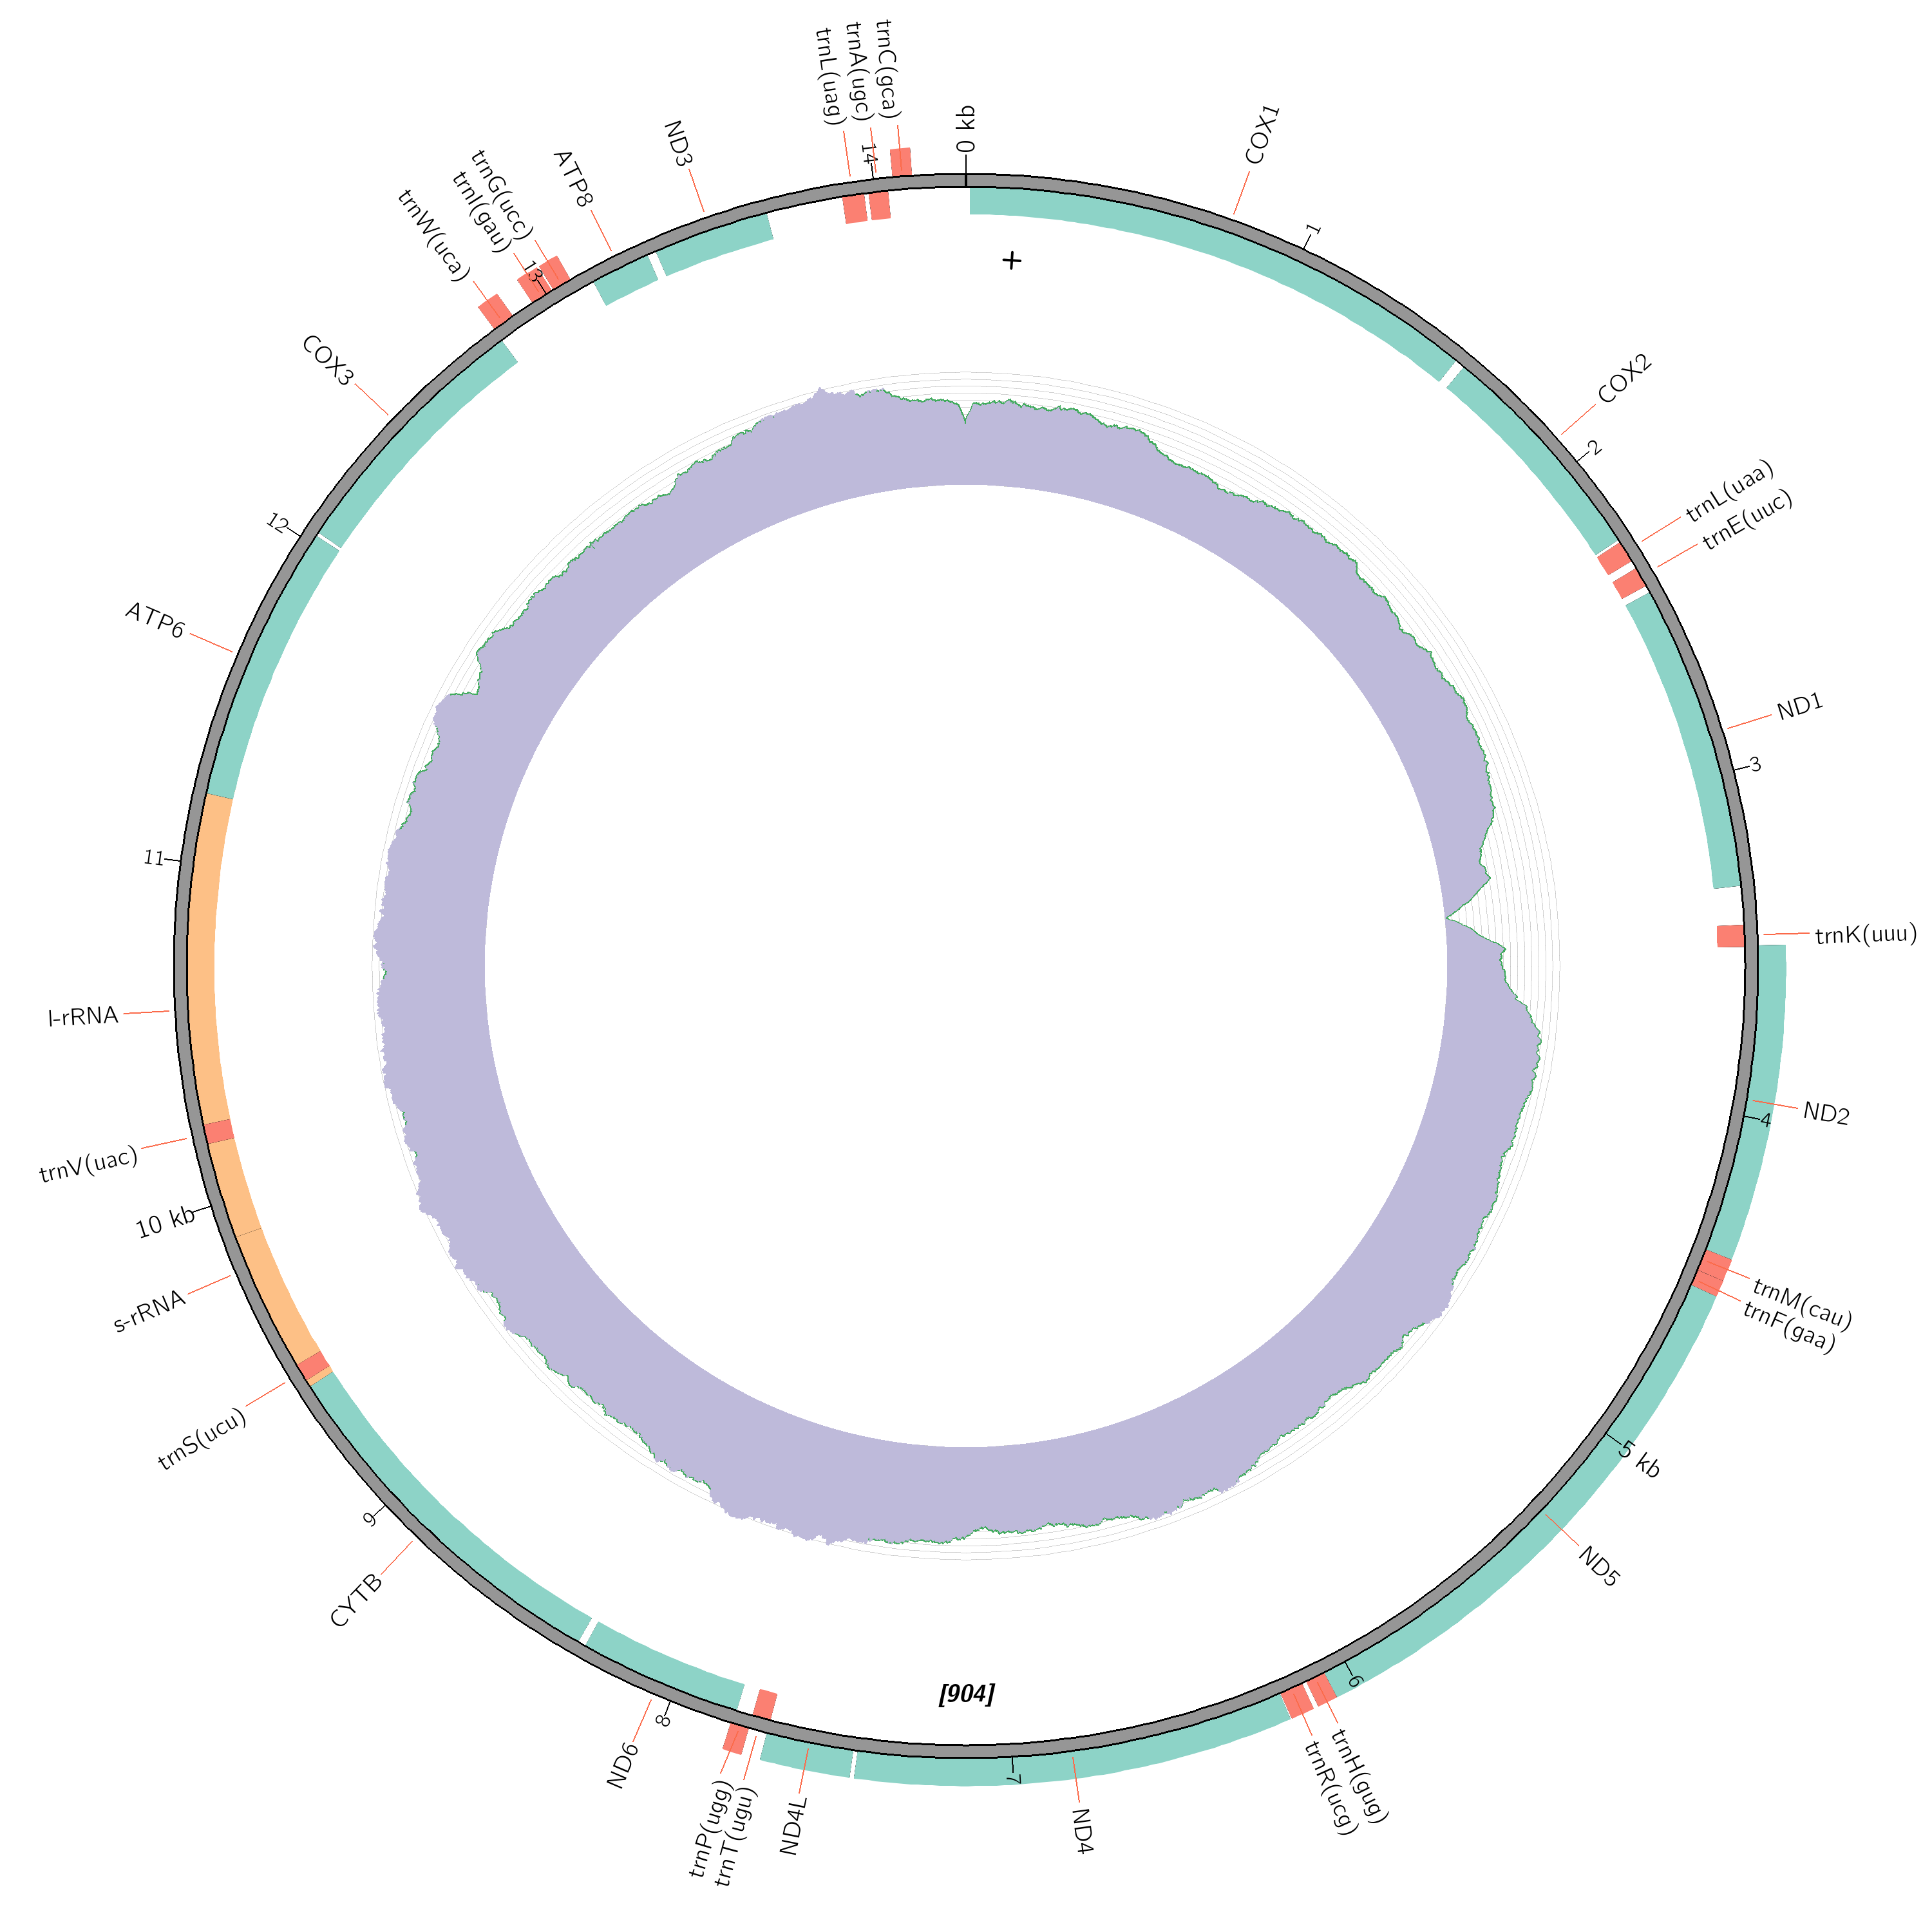 0 kb
COX1
1
COX2
2
trnL(uaa)
trnE(uuc)
ND1
3
trnK(uuu)
ND2
4
trnM(cau)
trnF(gaa)
5 kb
ND5
6
trnH(gug)
trnR(ucg)
ND4
7
ND4L
trnT(ugu)
trnP(ugg)
8
ND6
CYTB
9
trnS(ucu)
s-rRNA
10 kb
trnV(uac)
l-rRNA
11
ATP6
12
COX3
trnW(uca)
trnI(gau)
13
trnG(ucc)
ATP8
ND3
trnL(uag)
trnA(ugc)
14
trnC(gca)
+
[904]